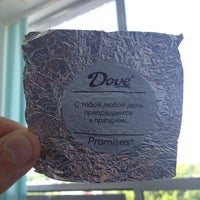 Dove
С тобой любой день
превращается
в праздник.
Promises®